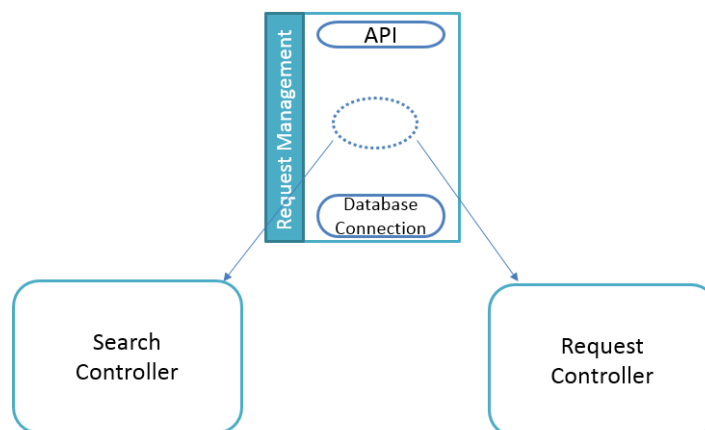 API
Request Management
Database
Connection
Search
Controller
Request
Controller